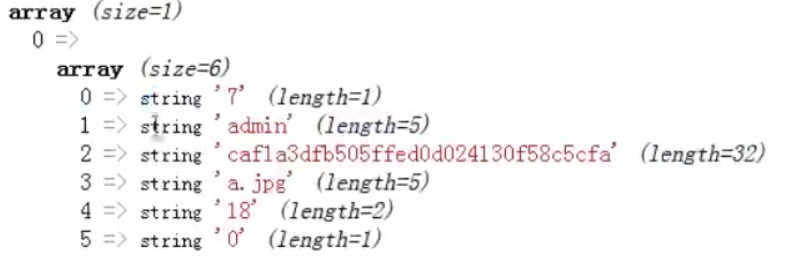 array (size=1)
0 =>
array (size=6)
0 => string '7' (length=1)
1 => string 'admin' (length=5)
2 => string 'caf1a3dfb505ffed0d024130f58c5cfa' (length=32)
3 => string 'a.jpg' (length=5)
4 => string '18' (length=2)
5 => string '0' (length=1)